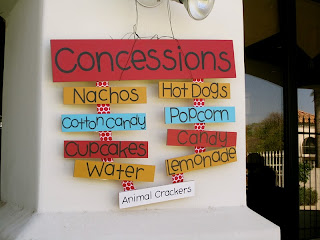 Concessions
Nachos
Cotton Candy
Cupcakes
Water
Hot Dogs
Popcorn
Candy
Lemonade
Animal Crackers